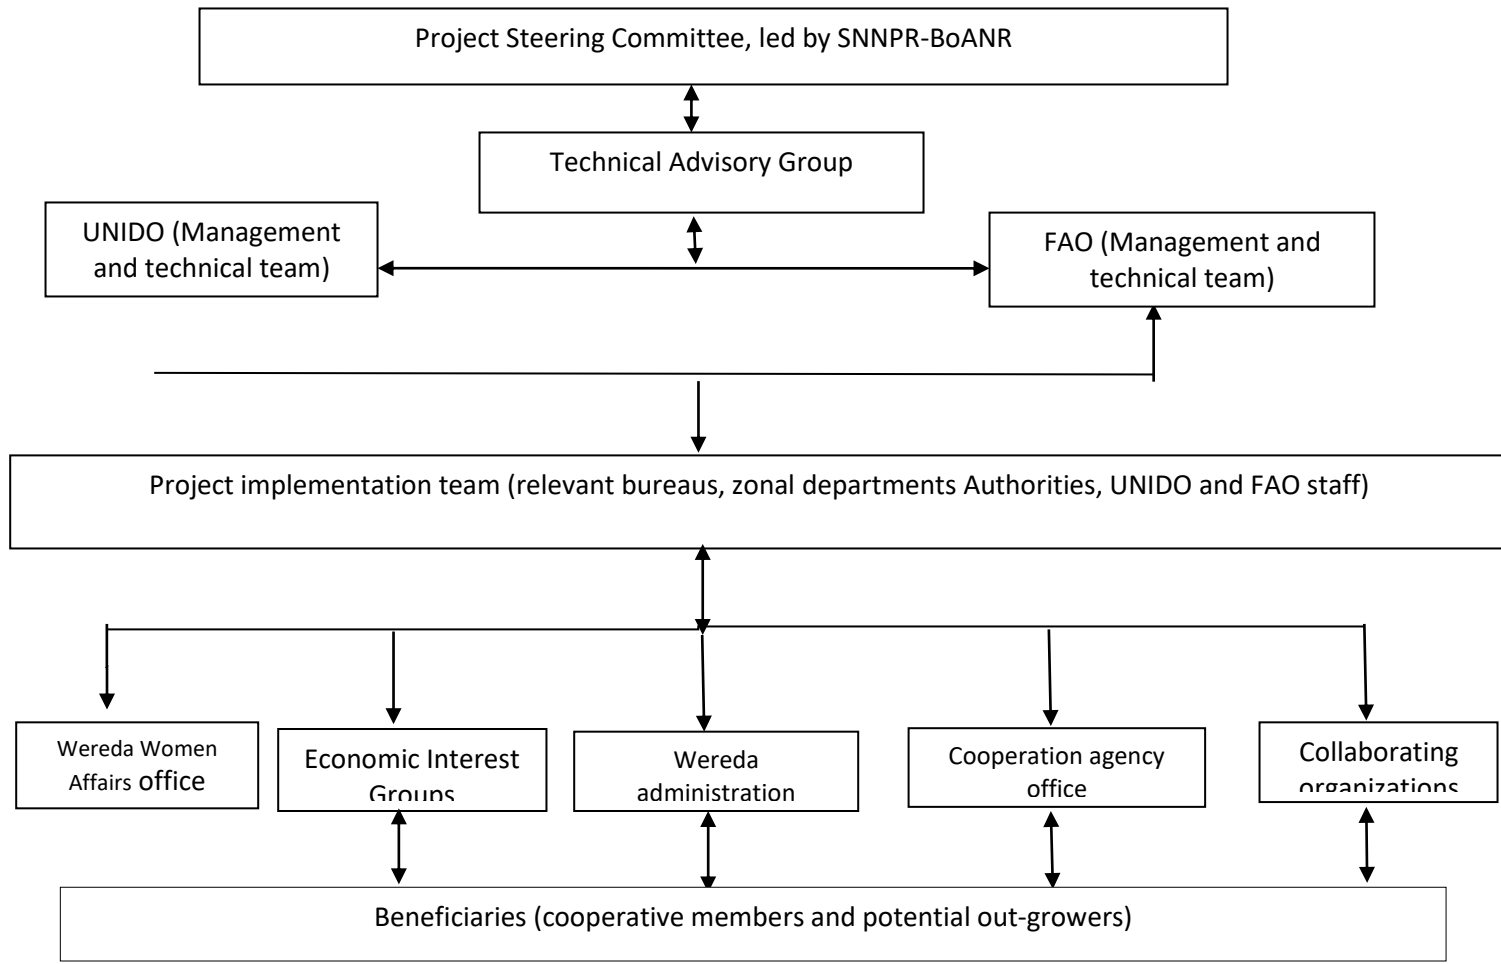 Project Steering Committee, led by SNNPR-BoANR
Technical Advisory Group
UNIDO (Management
and technical team)
FAO (Management and
technical team)
Project implementation team (relevant bureaus, zonal departments Authorities, UNIDO and FAO staff)
Wereda Women
Affairs office
Economic Interest
Groups
Wereda
administration
Cooperation agency
office
Collaborating
organizations
Beneficiaries (cooperative members and potential out-growers)